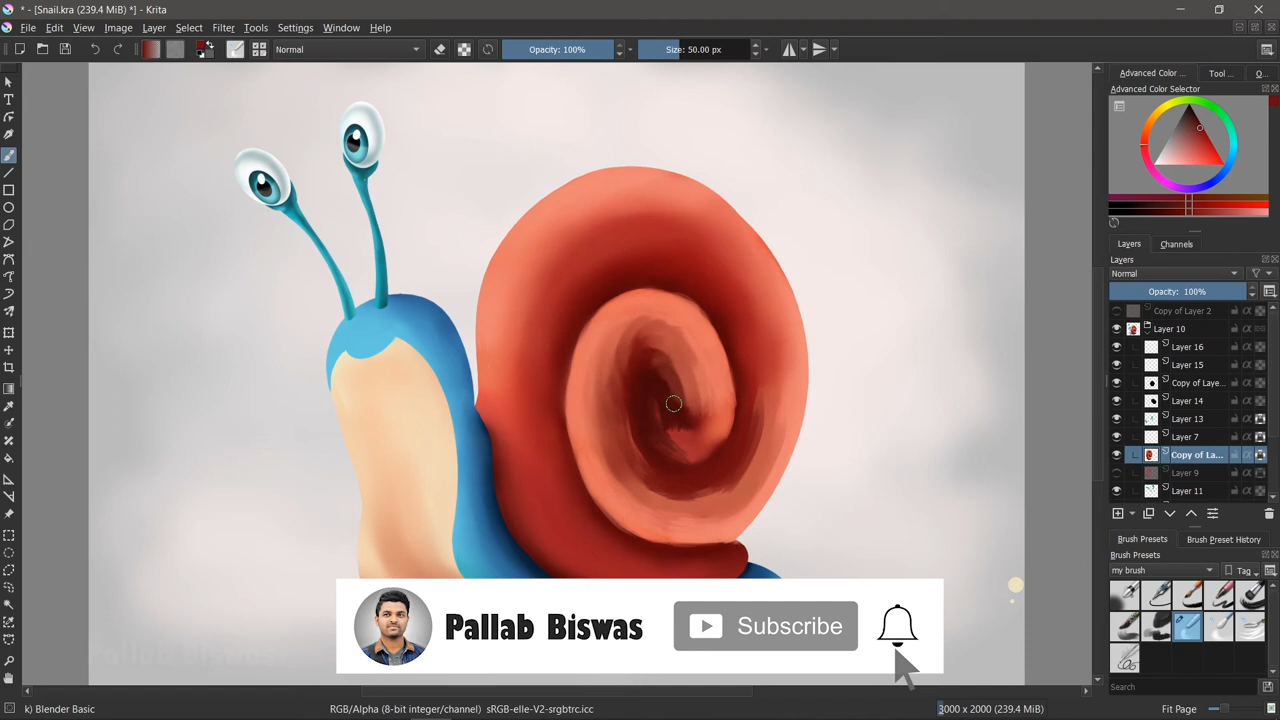 * - [Snail.kra (239.4 MiB) *] - Krita
File Edit View Image Layer Select Filter Tools Settings Window Help
Normal Opacity: 100% Size: 50.00 px
Advanced Color ... Tool ... O...
Advanced Color Selector
Layers Channels
Layers
Normal
Opacity: 100%
Copy of Layer 2
Layer 10
Layer 16
Layer 15
Copy of Laye...
Layer 14
Layer 13
Layer 7
Copy of La...
Layer 9
Layer 11
Brush Presets Brush Preset History
Brush Presets
my brush Tag
Search
Pallab Biswas Subscribe
Pallab Biswas
k) Blender Basic RGB/Alpha (8-bit integer/channel) sRGB-elle-V2-srgbtrc.icc 3000 x 2000 (239.4 MiB) Fit Page